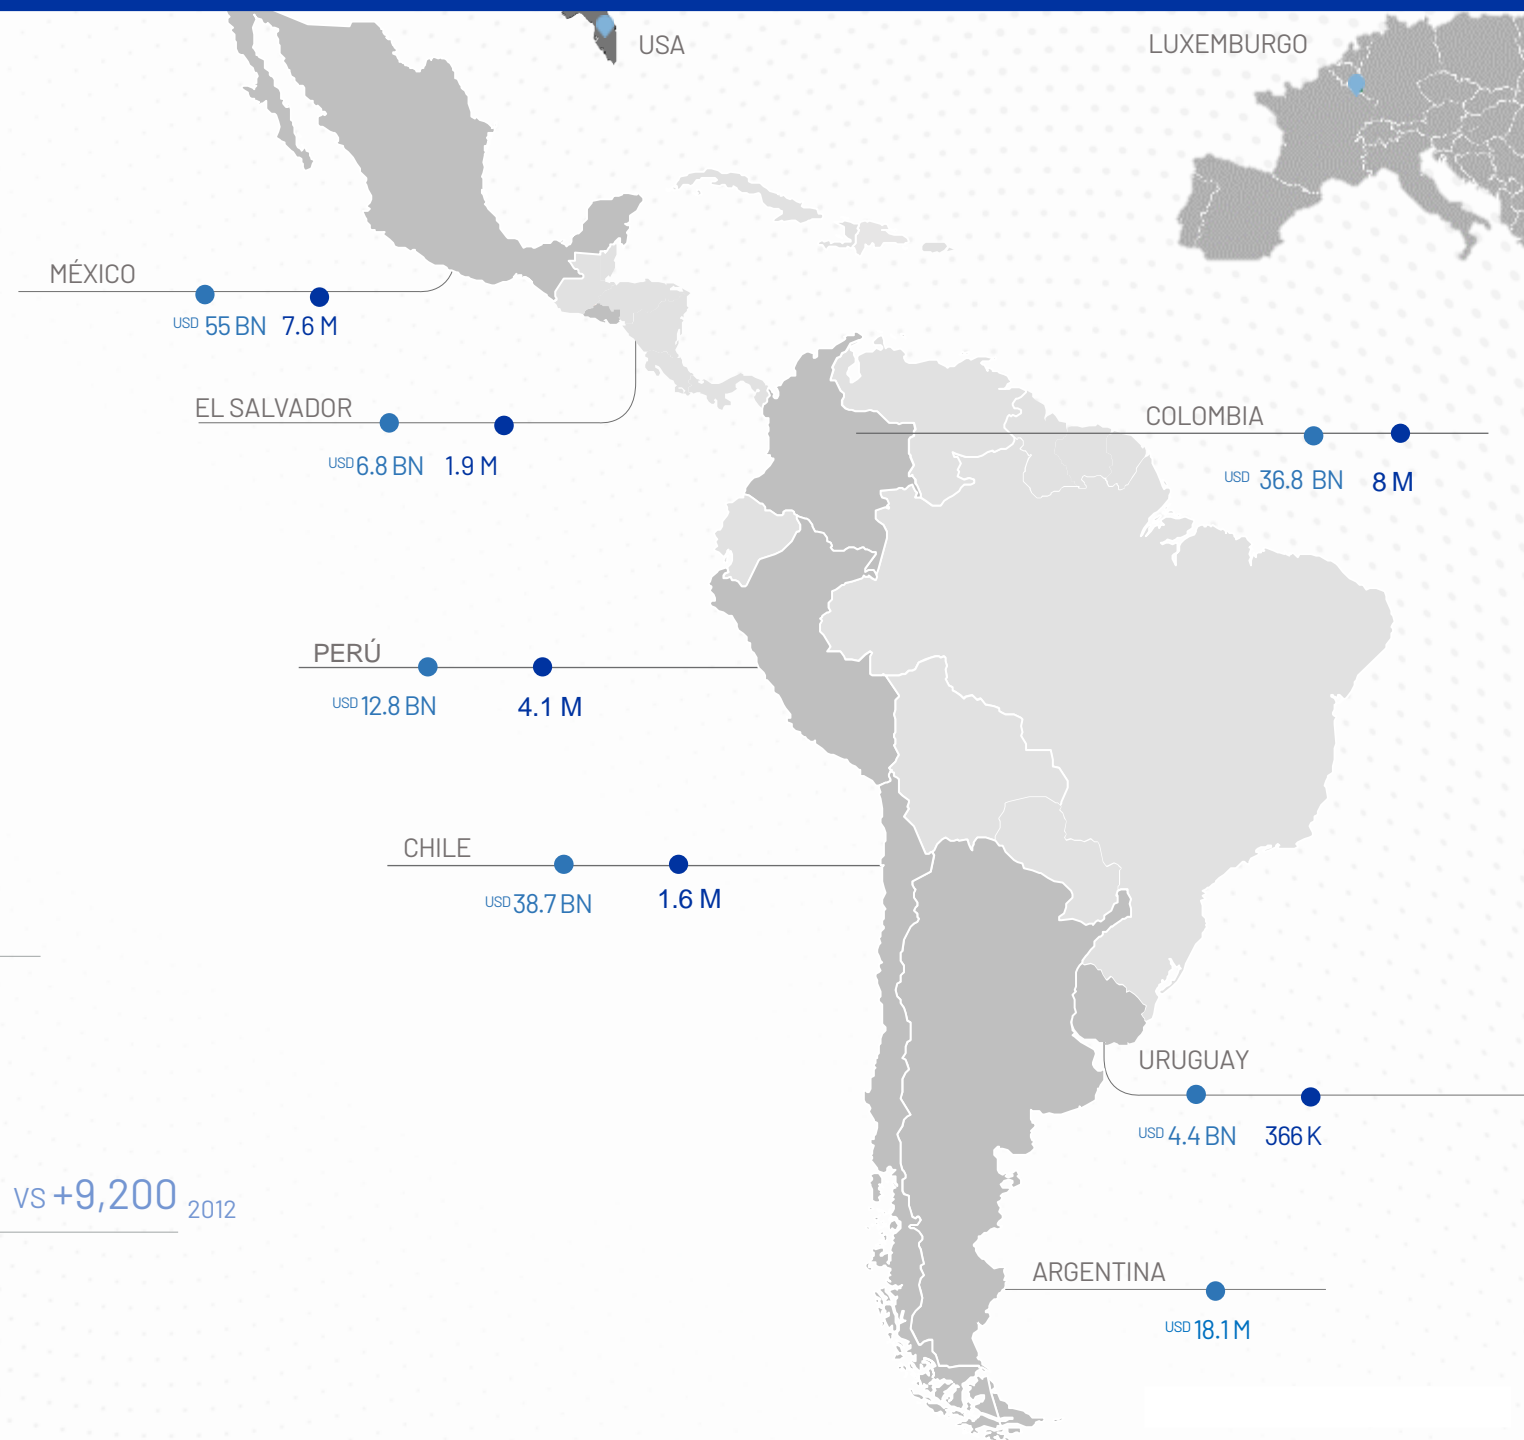 USA
LUXEMBURGO
MÉXICO
USD 55 BN 7.6 M
EL SALVADOR
USD 6.8 BN 1.9 M
COLOMBIA
USD 36.8 BN 8 M
PERÚ
USD 12.8 BN 4.1 M
CHILE
USD 38.7 BN 1.6 M
URUGUAY
USD 4.4 BN 366 K
VS +9,200 2012
ARGENTINA
USD 18.1 M